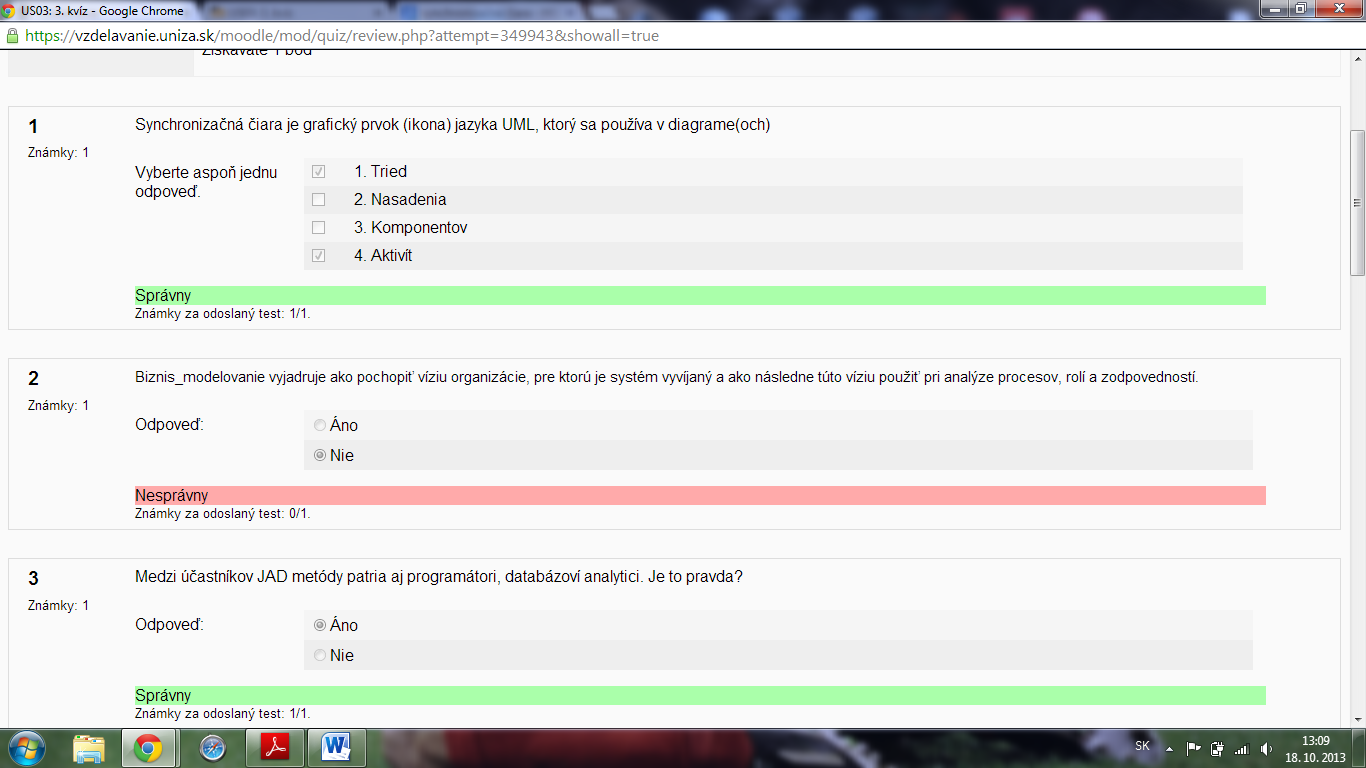 US03: 3. kvíz - Google Chrome
https://vzdelavanie.uniza.sk/moodle/mod/quiz/review.php?attempt=349943&showall=true
Získavate 1 bod
1
Známky: 1
Synchronizačná čiara je grafický prvok (ikona) jazyka UML, ktorý sa používa v diagrame(och)
Vyberte aspoň jednu
odpoveď.
1. Tried
2. Nasadenia
3. Komponentov
4. Aktivít
Správny
Známky za odoslaný test: 1/1.
2
Známky: 1
Biznis_modelovanie vyjadruje ako pochopiť víziu organizácie, pre ktorú je systém vyvíjaný a ako následne túto víziu použiť pri analýze procesov, rolí a zodpovedností.
Odpoveď:
Áno
Nie
Nesprávny
Známky za odoslaný test: 0/1.
3
Známky: 1
Medzi účastníkov JAD metódy patria aj programátori, databázoví analytici. Je to pravda?
Odpoveď:
Áno
Nie
Správny
Známky za odoslaný test: 1/1.
SK
13:09
18. 10. 2013